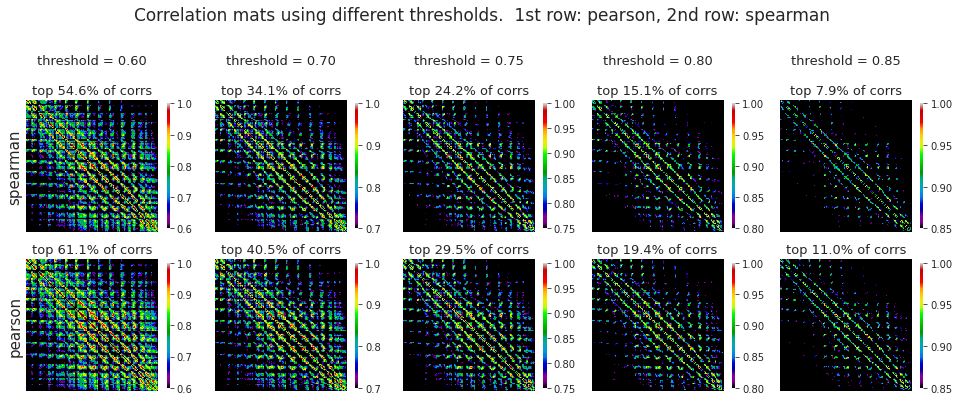 Correlation mats using different thresholds.  1st row: pearson, 2nd row: spearman
threshold = 0.60
threshold = 0.70
threshold = 0.75
threshold = 0.80
threshold = 0.85
top 54.6% of corrs
top 34.1% of corrs
top 24.2% of corrs
top 15.1% of corrs
top 7.9% of corrs
spearman
1.0
0.9
0.8
0.7
0.6
1.0
0.9
0.8
0.7
1.00
0.95
0.90
0.85
0.80
0.75
1.00
0.95
0.90
0.85
0.80
1.00
0.95
0.90
0.85
top 61.1% of corrs
top 40.5% of corrs
top 29.5% of corrs
top 19.4% of corrs
top 11.0% of corrs
pearson
1.0
0.9
0.8
0.7
0.6
1.0
0.9
0.8
0.7
1.00
0.95
0.90
0.85
0.80
0.75
1.00
0.95
0.90
0.85
0.80
1.00
0.95
0.90
0.85